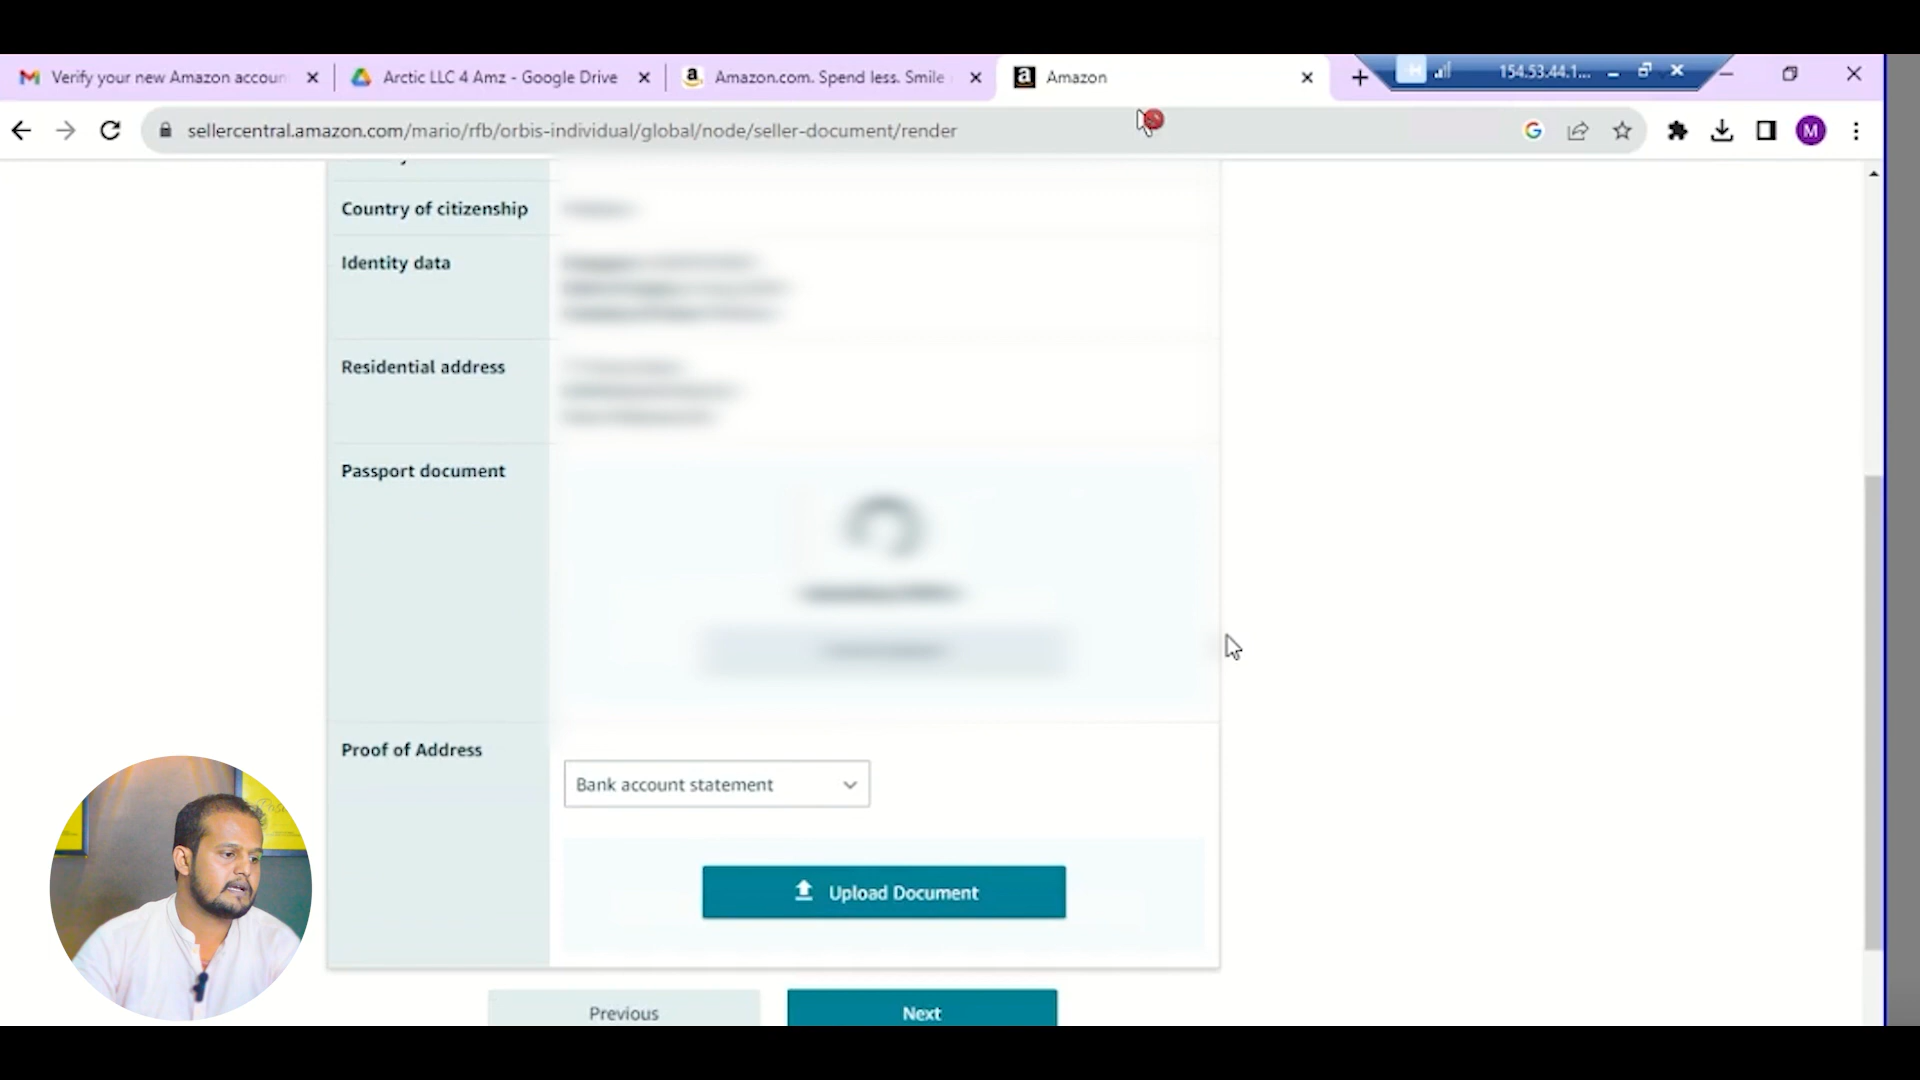 Verify your new Amazon accoun
Arctic LLC 4 Amz - Google Drive
Amazon.com. Spend less. Smile
Amazon
154.53.44.1...
sellercentral.amazon.com/mario/rfb/orbis-individual/global/node/seller-document/render
M
Country of citizenship
Identity data
Residential address
Passport document
Proof of Address
Bank account statement
Upload Document
Previous
Next